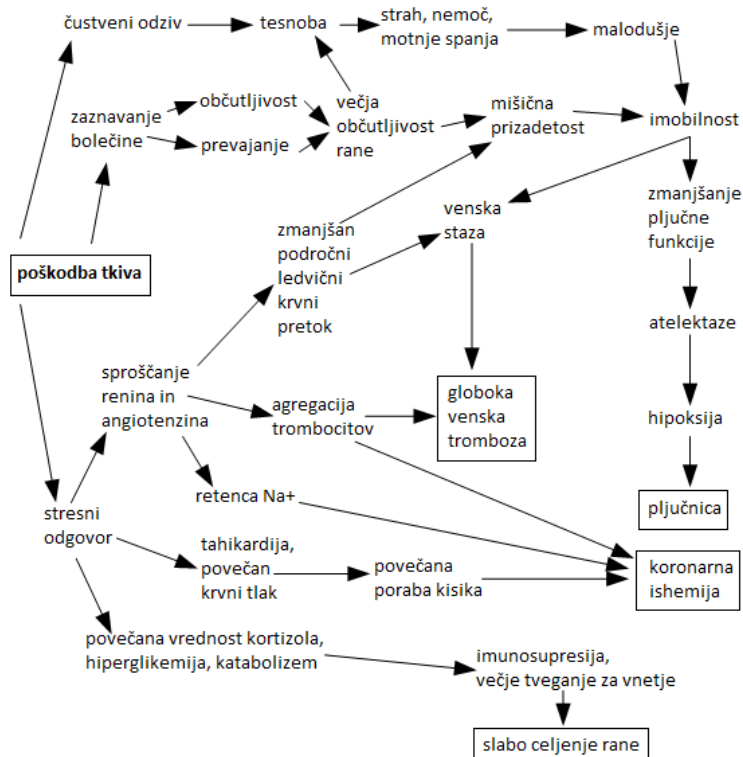 čustveni odziv
tesnoba
strah, nemoč,
motnje spanja
malodušje
zaznavanje
bolečine
občutljivost
prevajanje
večja
občutljivost
rane
mišična
prizadetost
imobilnost
zmanjšan
področni
ledvični
krvni
pretok
venska
staza
zmanjšanje
pljučne
funkcije
poškodba tkiva
atelektaze
sproščanje
renina in
angiotenzina
agregacija
trombocitov
globoka
venska
tromboza
hipoksija
retenca Na+
pljučnica
stresni
odgovor
tahikardija,
povečan
krvni tlak
povečana
poraba kisika
koronarna
ishemija
povečana vrednost kortizola,
hiperglikemija, katabolizem
imunosupresija,
večje tveganje za vnetje
slabo celjenje rane